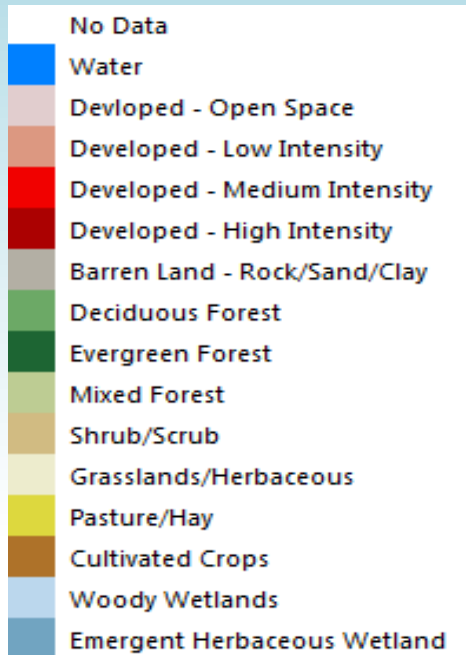 No Data
Water
Devloped - Open Space
Developed - Low Intensity
Developed - Medium Intensity
Developed - High Intensity
Barren Land - Rock/Sand/Clay
Deciduous Forest
Evergreen Forest
Mixed Forest
Shrub/Scrub
Grasslands/Herbaceous
Pasture/Hay
Cultivated Crops
Woody Wetlands
Emergent Herbaceous Wetland